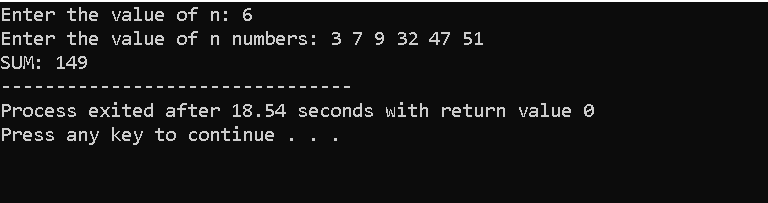 Enter the value of n: 6
Enter the value of n numbers: 3 7 9 32 47 51
SUM: 149
--------------------------------
Process exited after 18.54 seconds with return value 0
Press any key to continue . . .